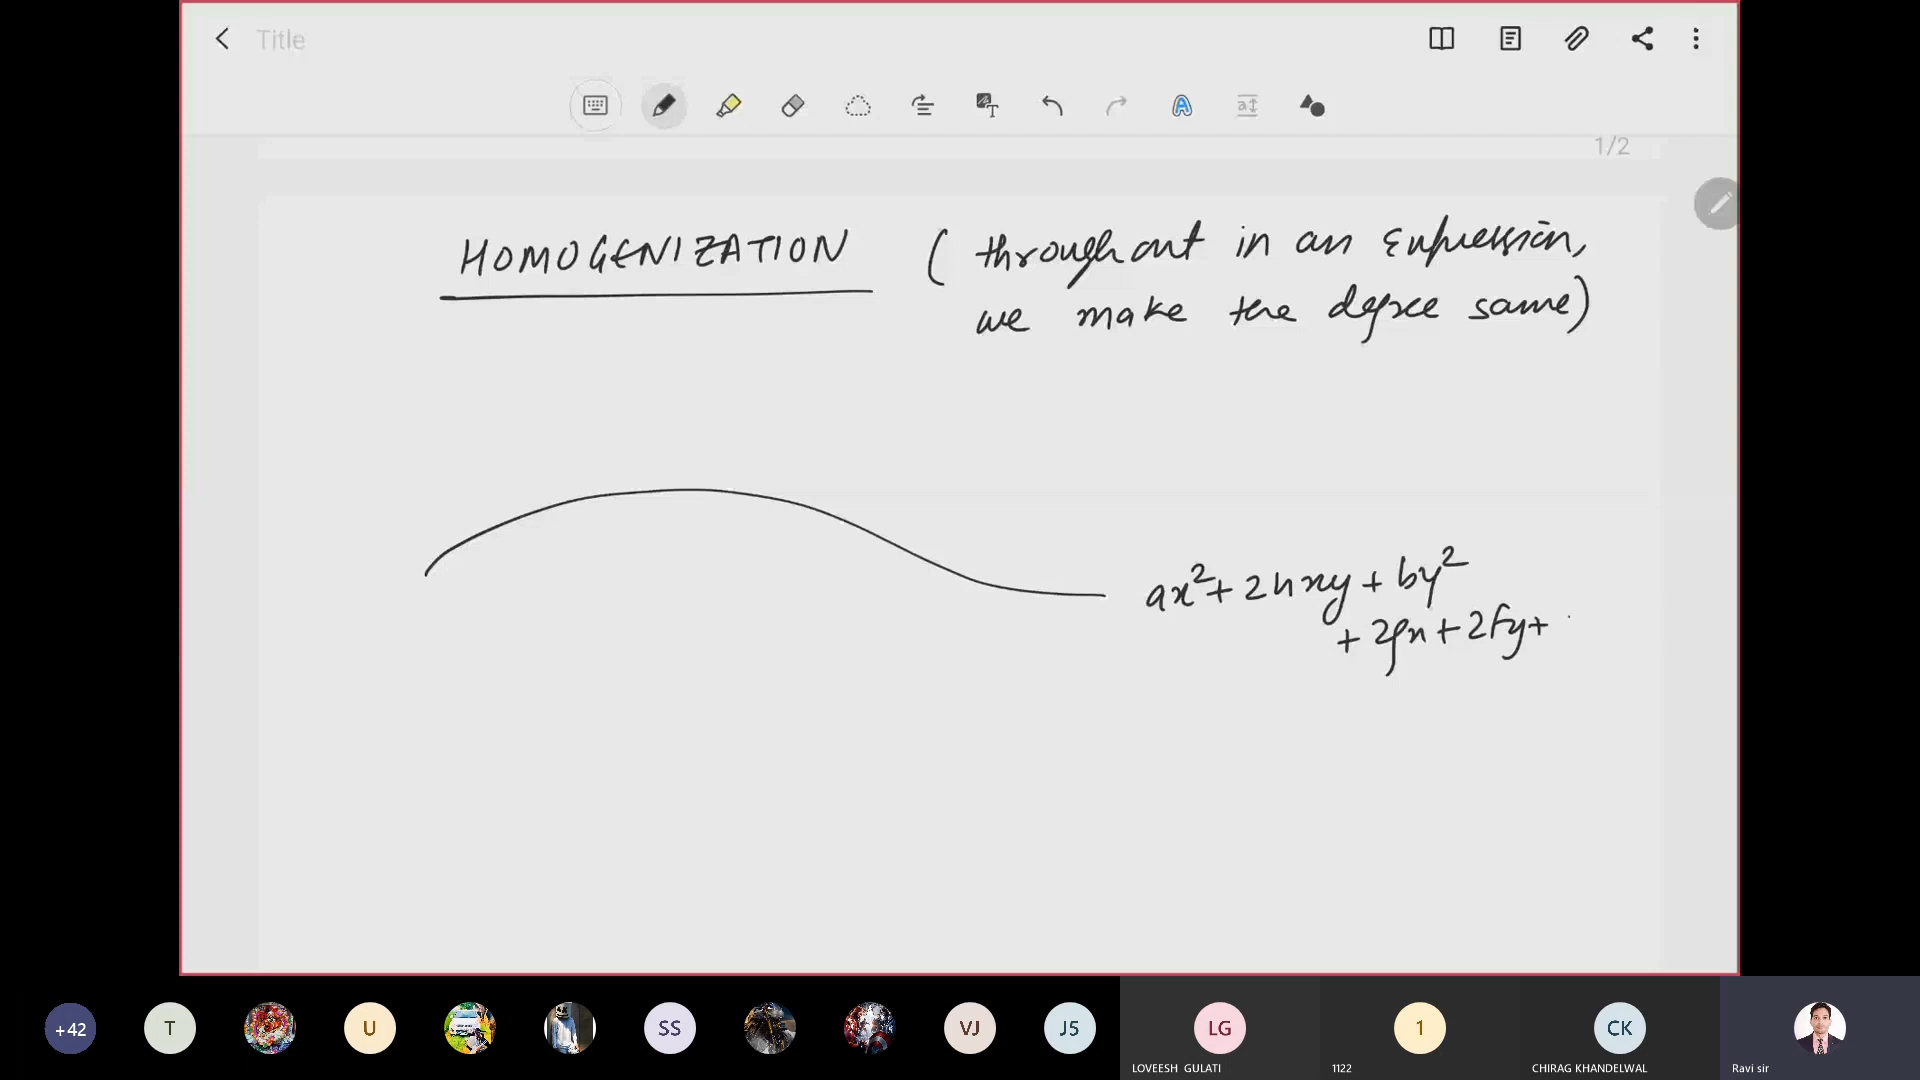 Title
1/2
HOMOGENIZATION ( throughout in an expression,
we make the degree same)
ax²+2hxy+by²
+2gx+2fy+
+42 T U SS VJ J5 LG 1 CK
LOVEESH GULATI 1122 CHIRAG KHANDELWAL Ravi sir